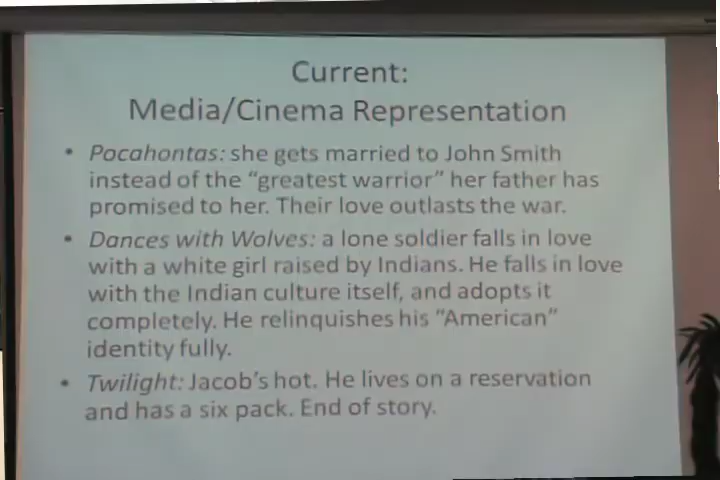 Current:
Media/Cinema Representation
• Pocahontas: she gets married to John Smith
instead of the “greatest warrior” her father has
promised to her. Their love outlasts the war.
• Dances with Wolves: a lone soldier falls in love
with a white girl raised by Indians. He falls in love
with the Indian culture itself, and adopts it
completely. He relinquishes his “American”
identity fully.
• Twilight: Jacob’s hot. He lives on a reservation
and has a six pack. End of story.